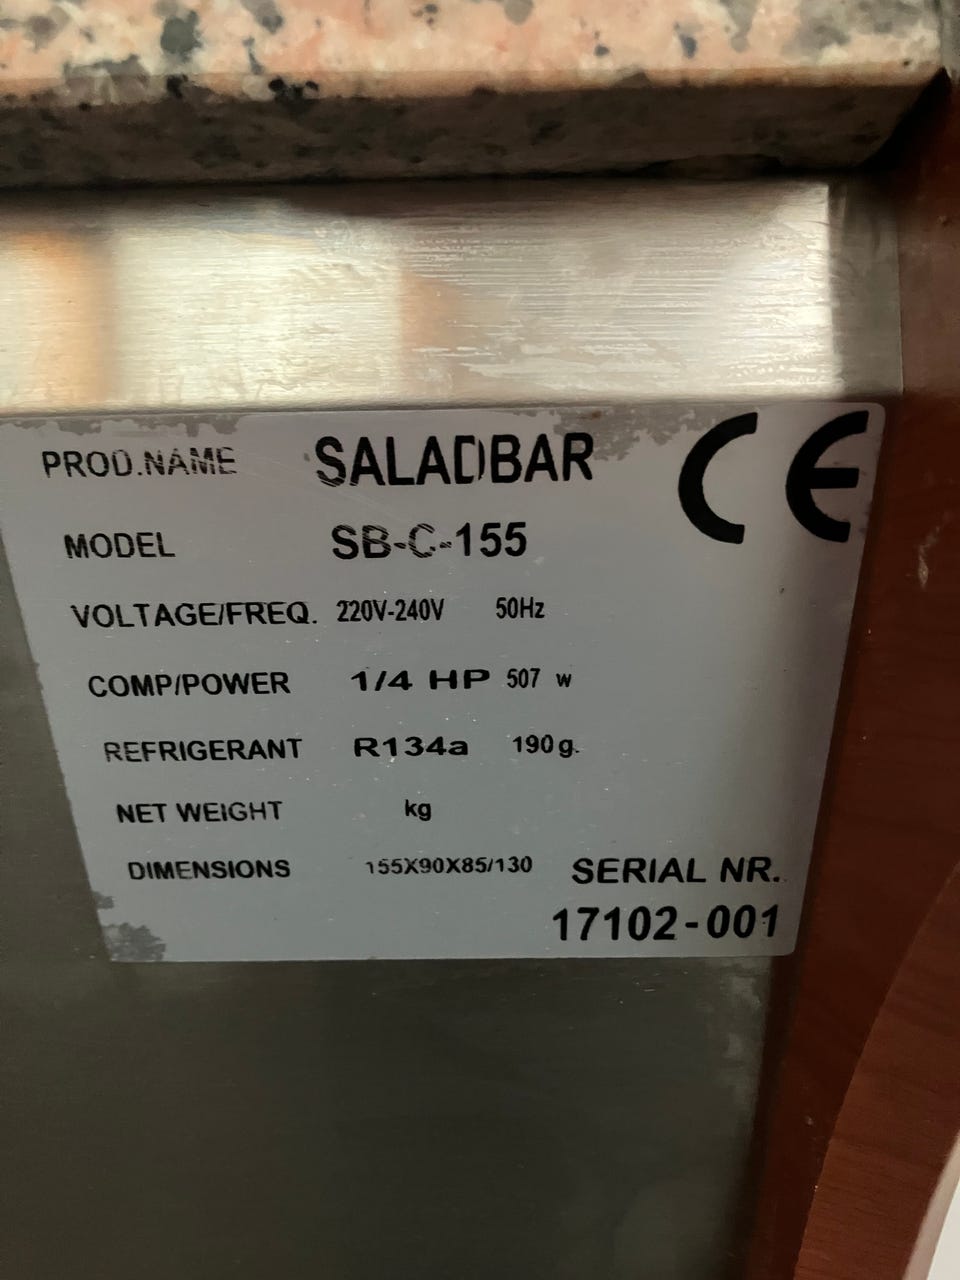 PROD.NAME SALADBAR CE
MODEL SB-C-155
VOLTAGE/FREQ. 220V-240V 50Hz
COMP/POWER 1/4 HP 507 w
REFRIGERANT R134a 190 g.
NET WEIGHT kg
DIMENSIONS 155X90X85/130
SERIAL NR.
17102-001